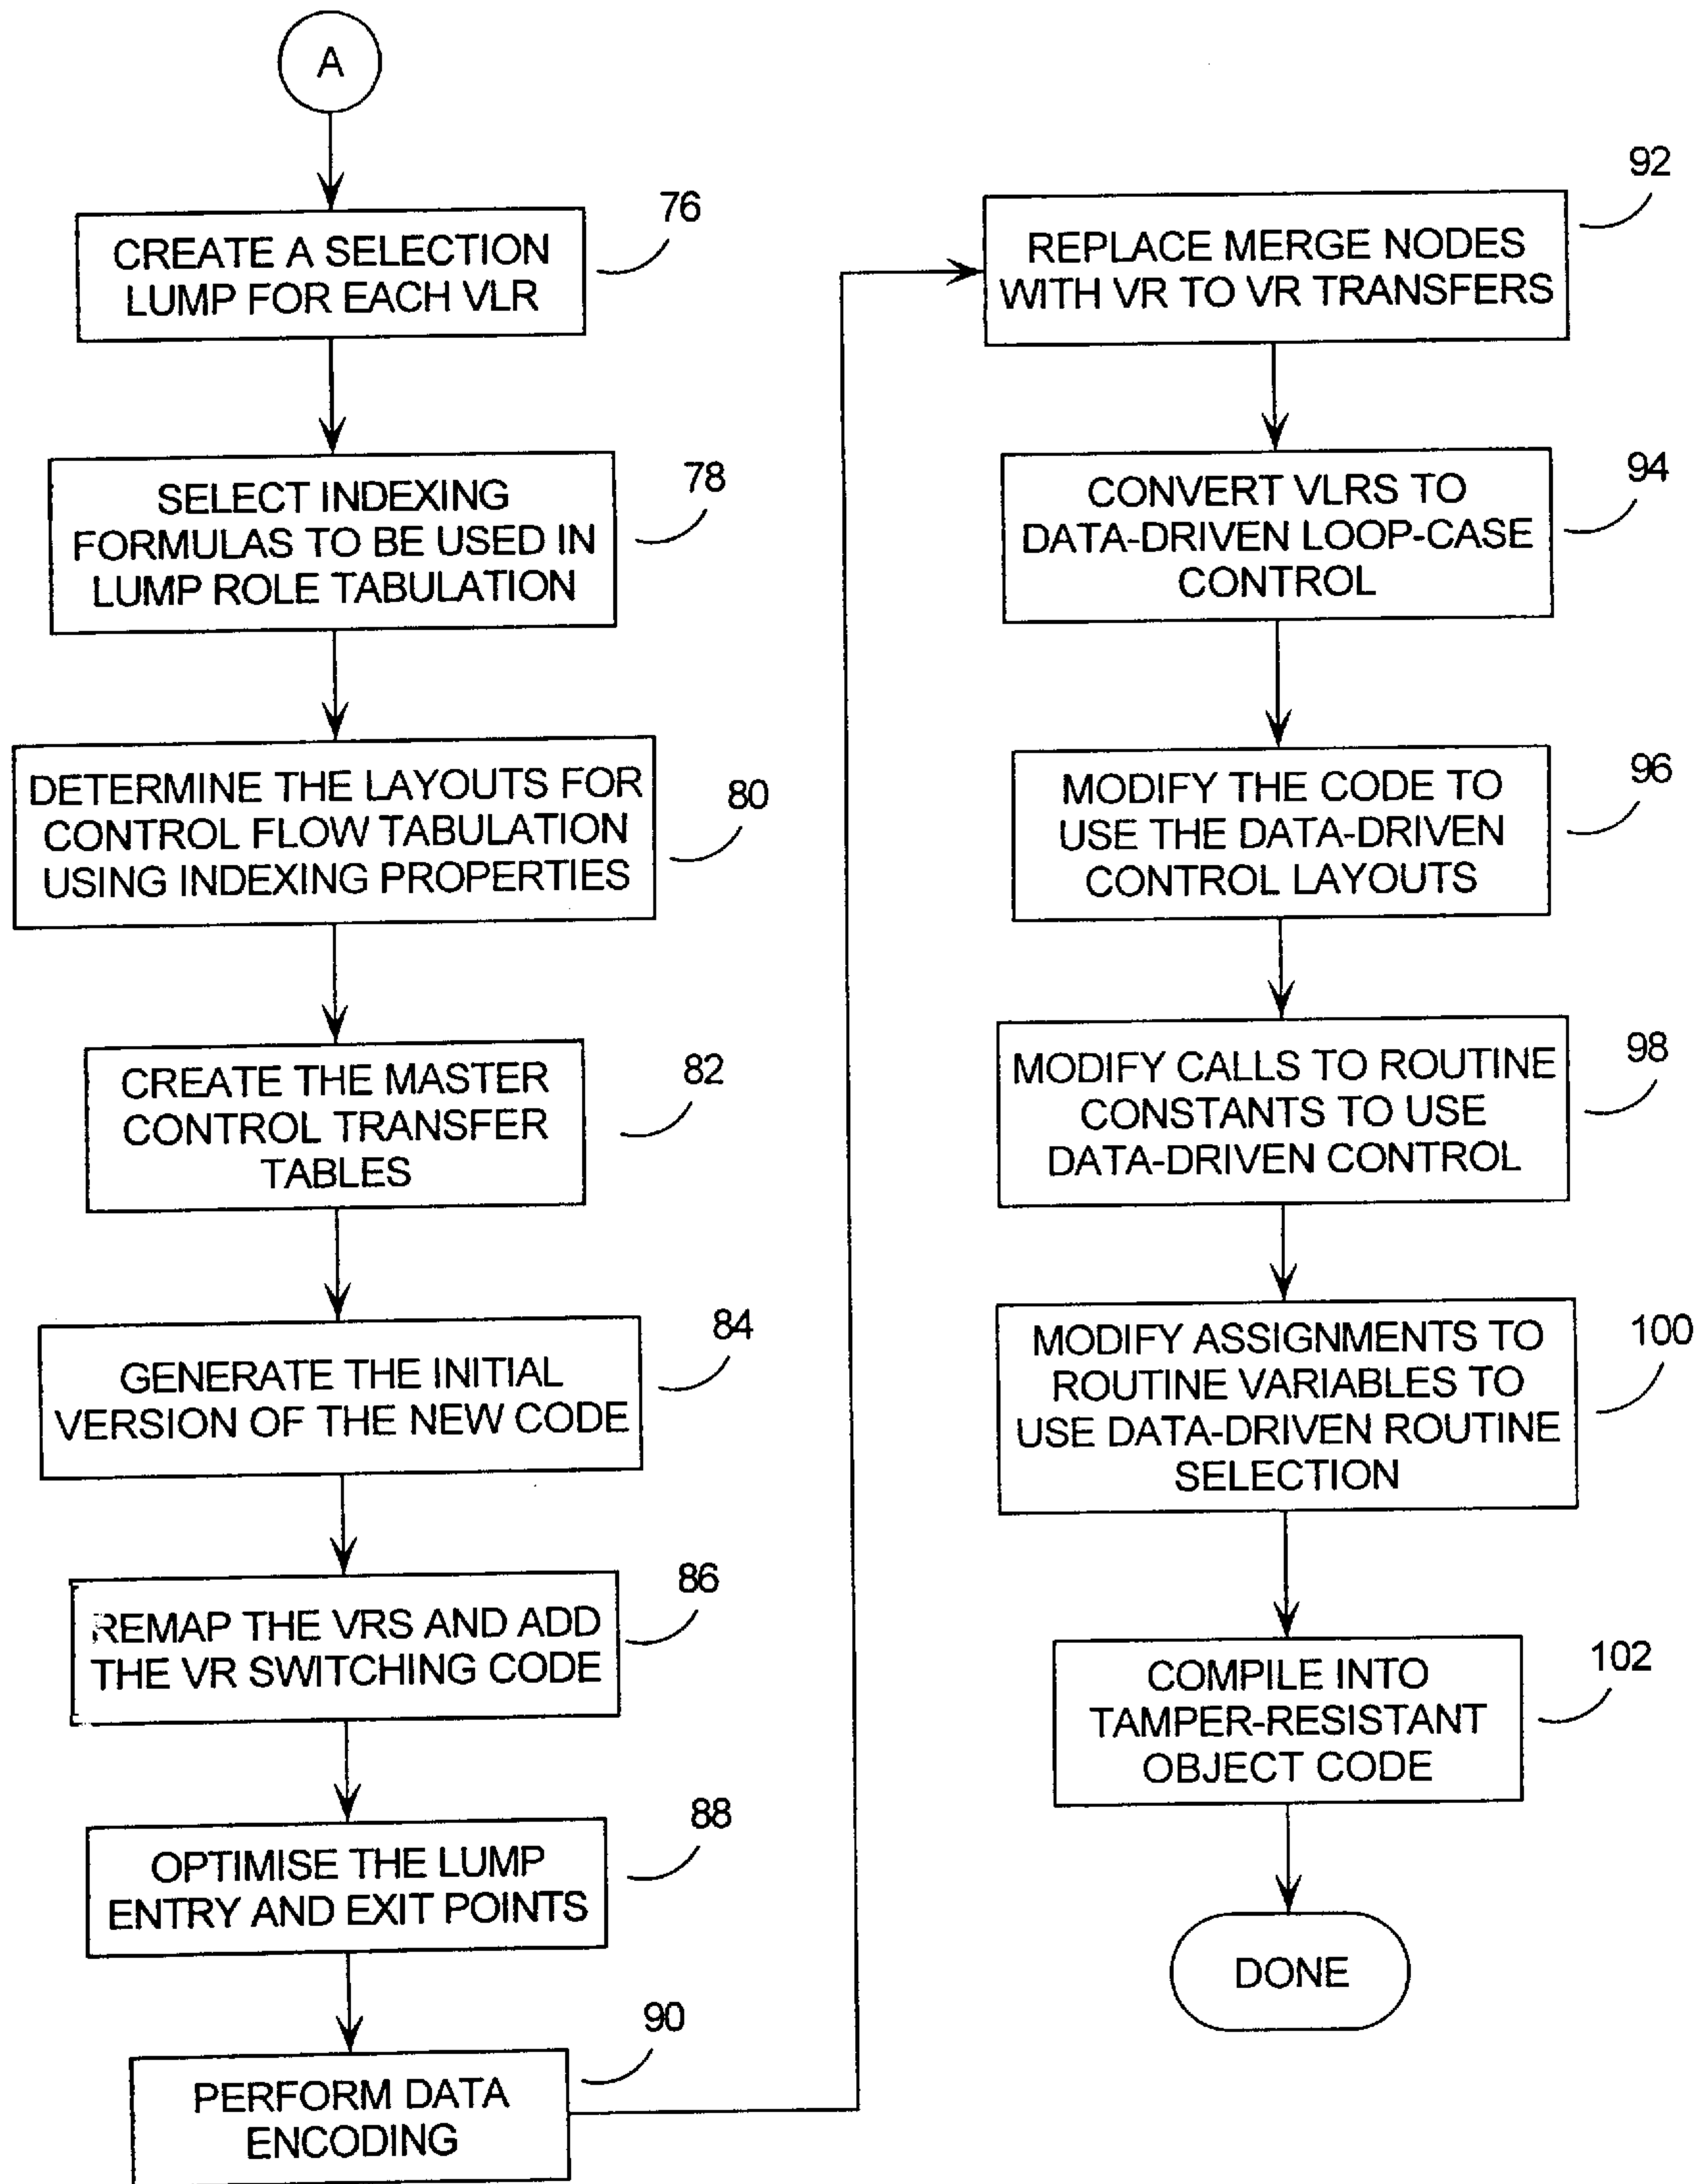 A
CREATE A SELECTION
LUMP FOR EACH VLR
76
SELECT INDEXING
FORMULAS TO BE USED IN
LUMP ROLE TABULATION
78
DETERMINE THE LAYOUTS FOR
CONTROL FLOW TABULATION
USING INDEXING PROPERTIES
80
CREATE THE MASTER
CONTROL TRANSFER
TABLES
82
GENERATE THE INITIAL
VERSION OF THE NEW CODE
84
REMAP THE VRS AND ADD
THE VR SWITCHING CODE
86
OPTIMISE THE LUMP
ENTRY AND EXIT POINTS
88
PERFORM DATA
ENCODING
90
REPLACE MERGE NODES
WITH VR TO VR TRANSFERS
92
CONVERT VLRS TO
DATA-DRIVEN LOOP-CASE
CONTROL
94
MODIFY THE CODE TO
USE THE DATA-DRIVEN
CONTROL LAYOUTS
96
MODIFY CALLS TO ROUTINE
CONSTANTS TO USE
DATA-DRIVEN CONTROL
98
MODIFY ASSIGNMENTS TO
ROUTINE VARIABLES TO
USE DATA-DRIVEN ROUTINE
SELECTION
100
COMPILE INTO
TAMPER-RESISTANT
OBJECT CODE
102
DONE